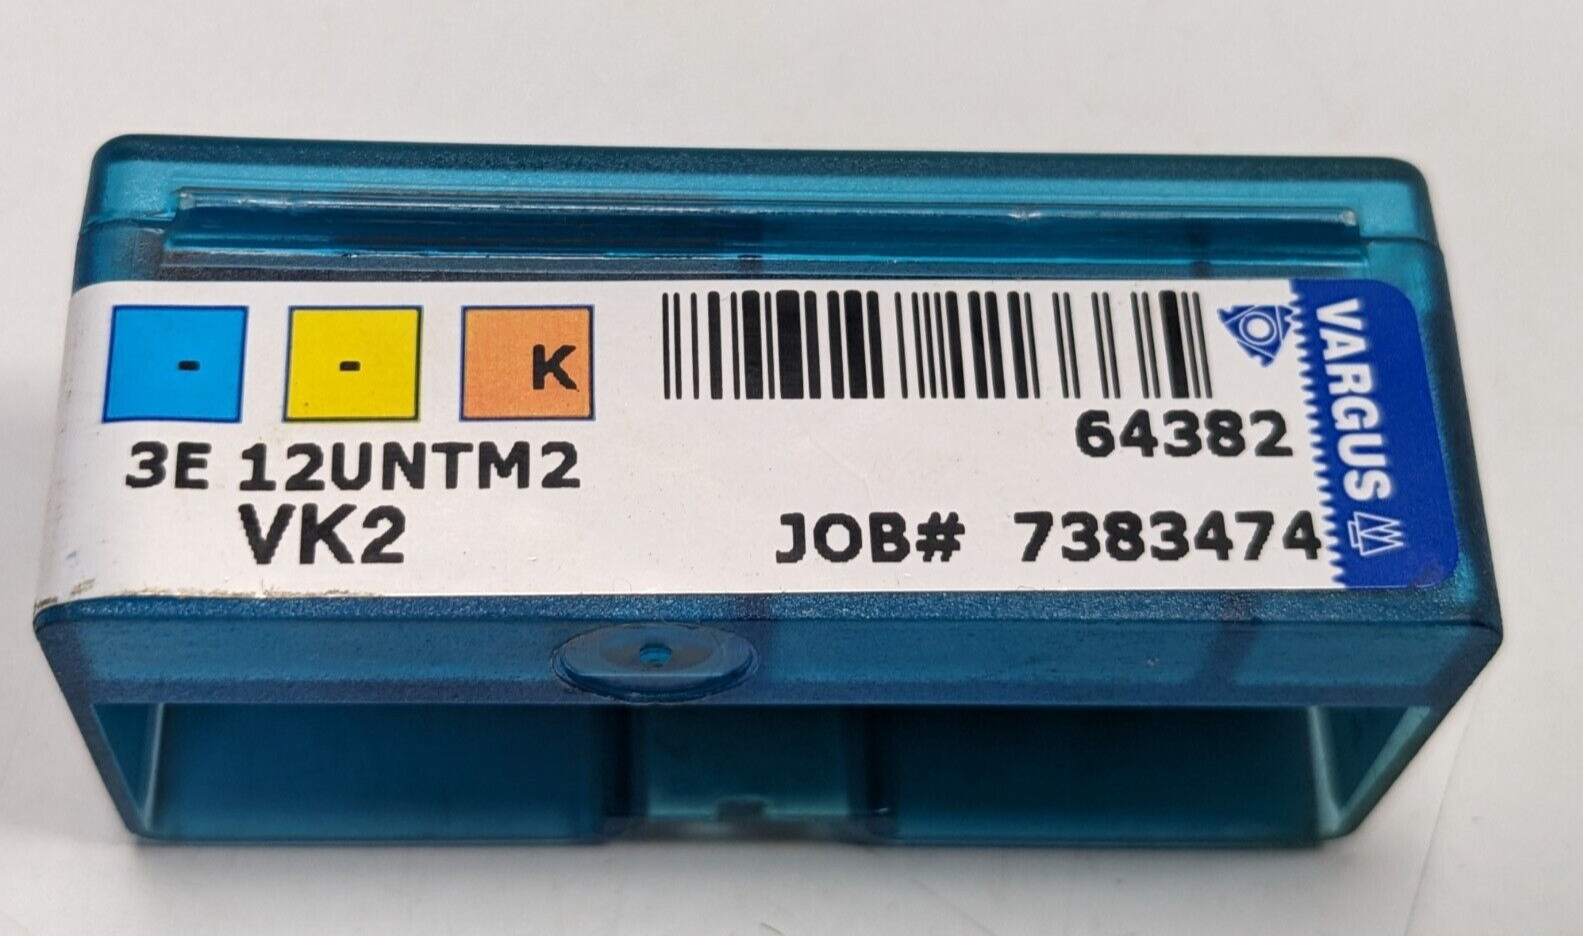 - - K
3E 12UNTM2
VK2
64382
JOB# 7383474
VARGUS